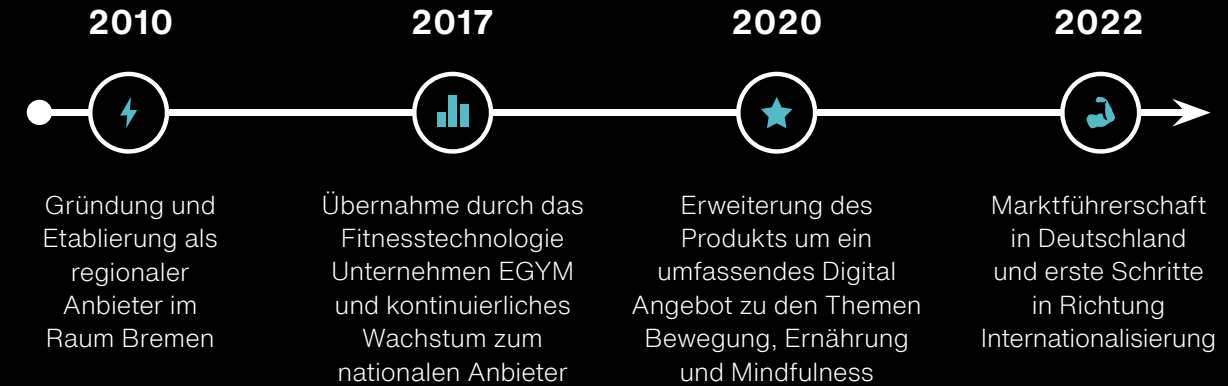 2010
Gründung und
Etablierung als
regionaler
Anbieter im
Raum Bremen
2017
Übernahme durch das
Fitnesstechnologie
Unternehmen EGYM
und kontinuierliches
Wachstum zum
nationalen Anbieter
2020
Erweiterung des
Produkts um ein
umfassendes Digital
Angebot zu den Themen
Bewegung, Ernährung
und Mindfulness
2022
Marktführerschaft
in Deutschland
und erste Schritte
in Richtung
Internationalisierung